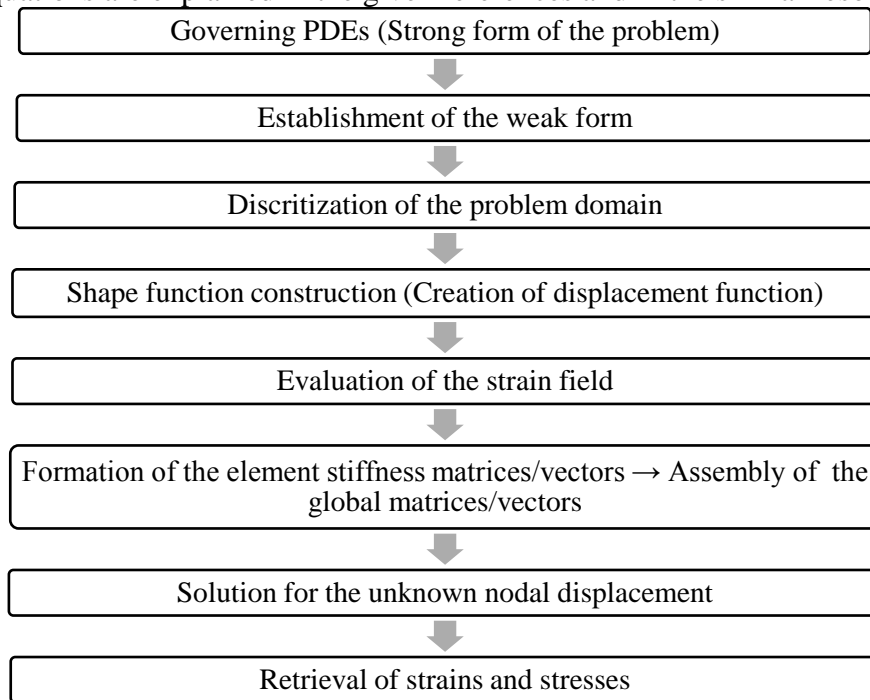 Governing PDEs (Strong form of the problem)
Establishment of the weak form
Discritization of the problem domain
Shape function construction (Creation of displacement function)
Evaluation of the strain field
Formation of the element stiffness matrices/vectors → Assembly of the
global matrices/vectors
Solution for the unknown nodal displacement
Retrieval of strains and stresses